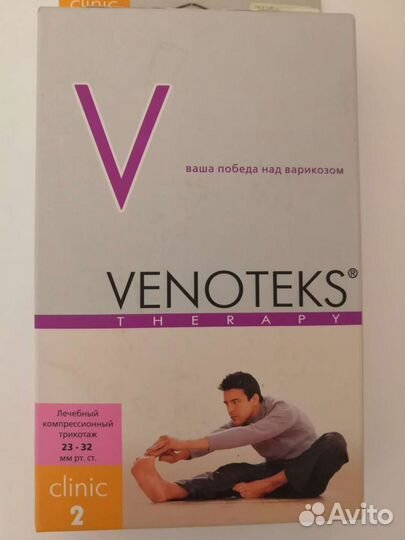 clinic
V
ваша победа над варикозом
VENOTEKS®
THERAPY
Лечебный
компрессионный
трикотаж
23 - 32
мм рт. ст.
clinic
2
Avito